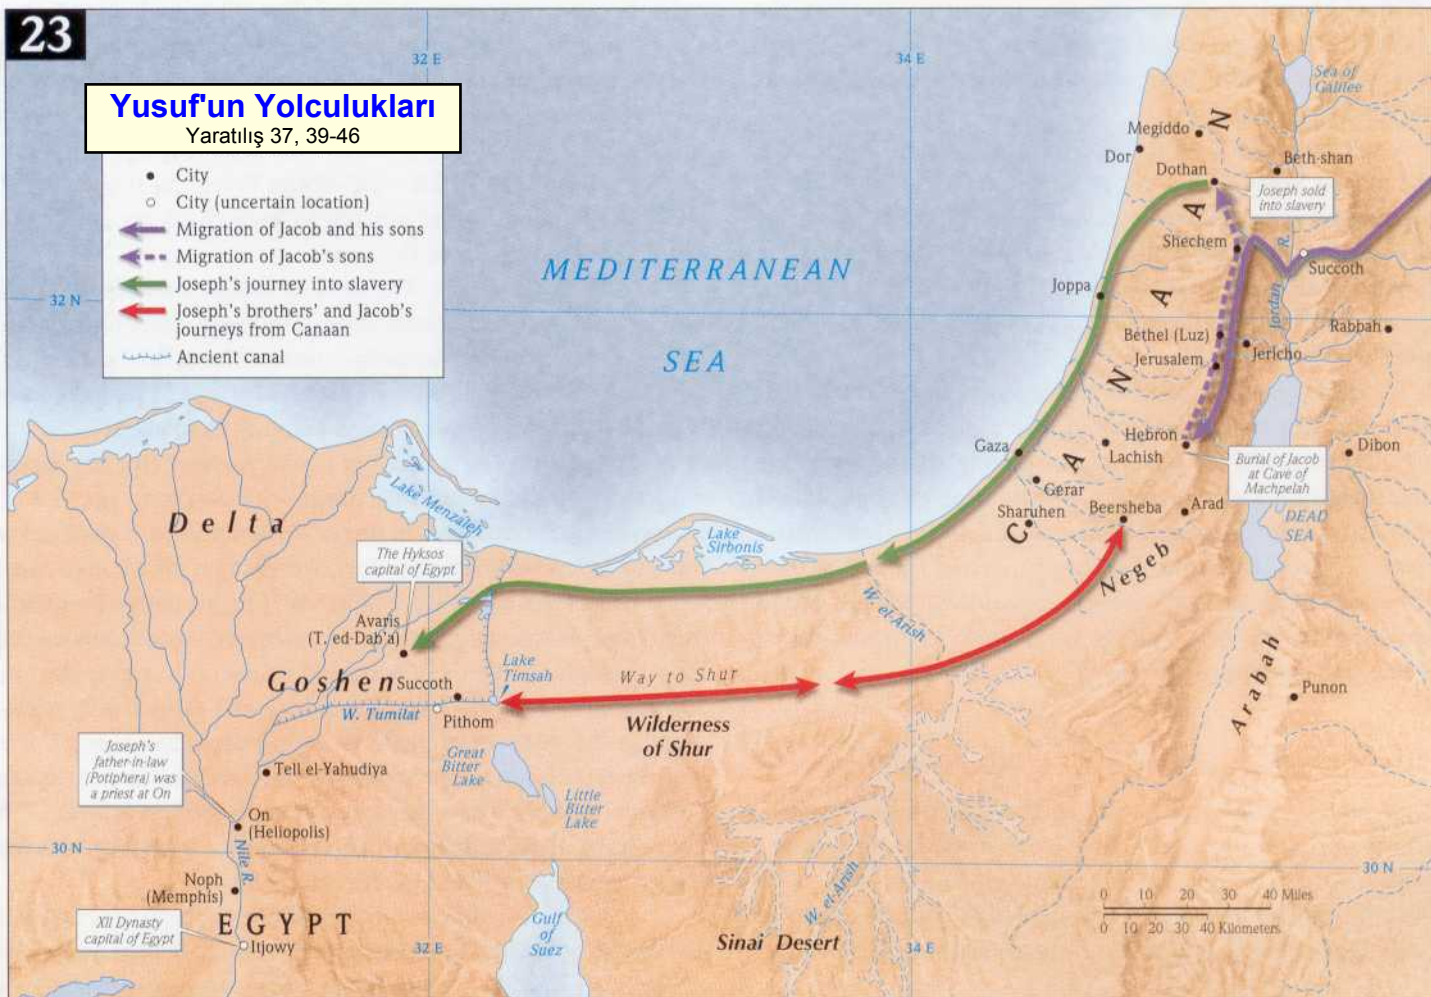 23
Yusuf'un Yolculukları
Yaratılış 37, 39-46
City
City (uncertain location)
Migration of Jacob and his sons
Migration of Jacob's sons
Joseph's journey into slavery
Joseph's brothers' and Jacob's
journeys from Canaan
Ancient canal
32 E
34 E
32 N
MEDITERRANEAN
SEA
Sea of
Galilee
Megiddo
Dor
Dothan
Beth-shan
Joseph sold
into slavery
Shechem
Succoth
Jordan
R.
Joppa
Bethel (Luz)
Jerusalem
Jericho
Rabbah
CANAAN
Hebron
Lachish
Gaza
Gerar
Sharuhen
Beersheba
Arad
Dibon
Burial of Jacob
at Cave of
Machpelah
DEAD
SEA
Negeb
Arabah
Punon
Delta
Lake Menzaleh
The Hyksos
capital of Egypt
Lake
Sirbonis
W. el-Arish
Avaris
(T. ed-Dab'a)
Goshen
Succoth
Lake
Timsah
Way to Shur
W. Tumilat
Pithom
Wilderness
of Shur
Great
Bitter
Lake
Little
Bitter
Lake
Joseph's
father-in-law
(Potiphera) was
a priest at On
Tell el-Yahudiya
On
(Heliopolis)
Nile R.
30 N
30 N
Noph
(Memphis)
XII Dynasty
capital of Egypt
EGYPT
Itjowy
32 E
Gulf
of
Suez
Sinai Desert
W. el-Arish
34 E
0 10 20 30 40 Miles
0 10 20 30 40 Kilometers